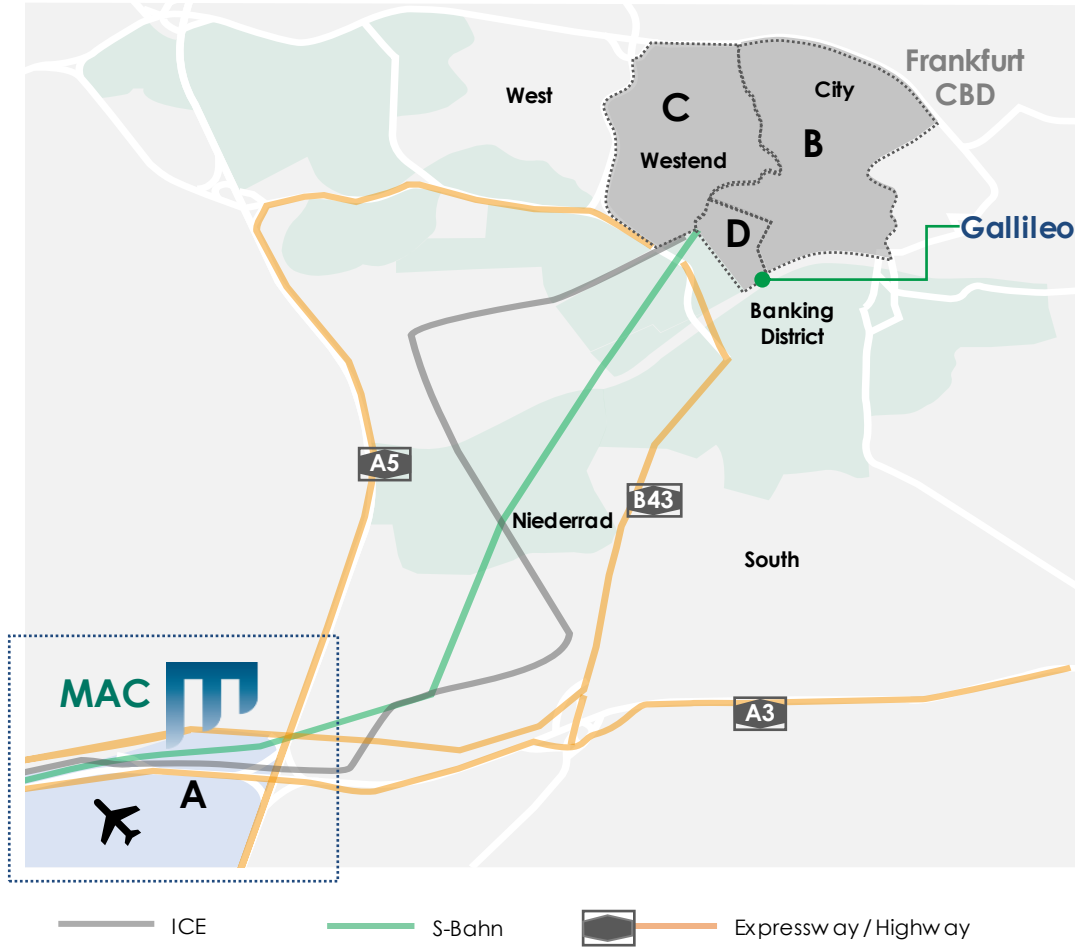 Frankfurt
CBD
West
City
C
B
Westend
D
Gallileo
Banking
District
A5
B43
Niederrad
South
MAC
A3
A
ICE
S-Bahn
Expressway / Highway